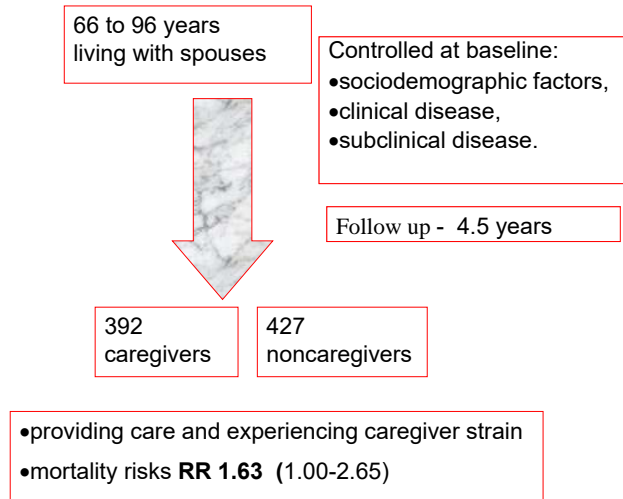 66 to 96 years
living with spouses
Controlled at baseline:
•sociodemographic factors,
•clinical disease,
•subclinical disease.
Follow up - 4.5 years
392
caregivers
427
noncaregivers
•providing care and experiencing caregiver strain
•mortality risks RR 1.63 (1.00-2.65)